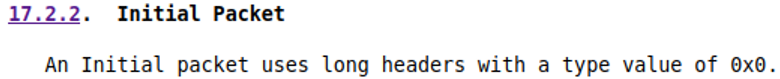 17.2.2.  Initial Packet
An Initial packet uses long headers with a type value of 0x0.